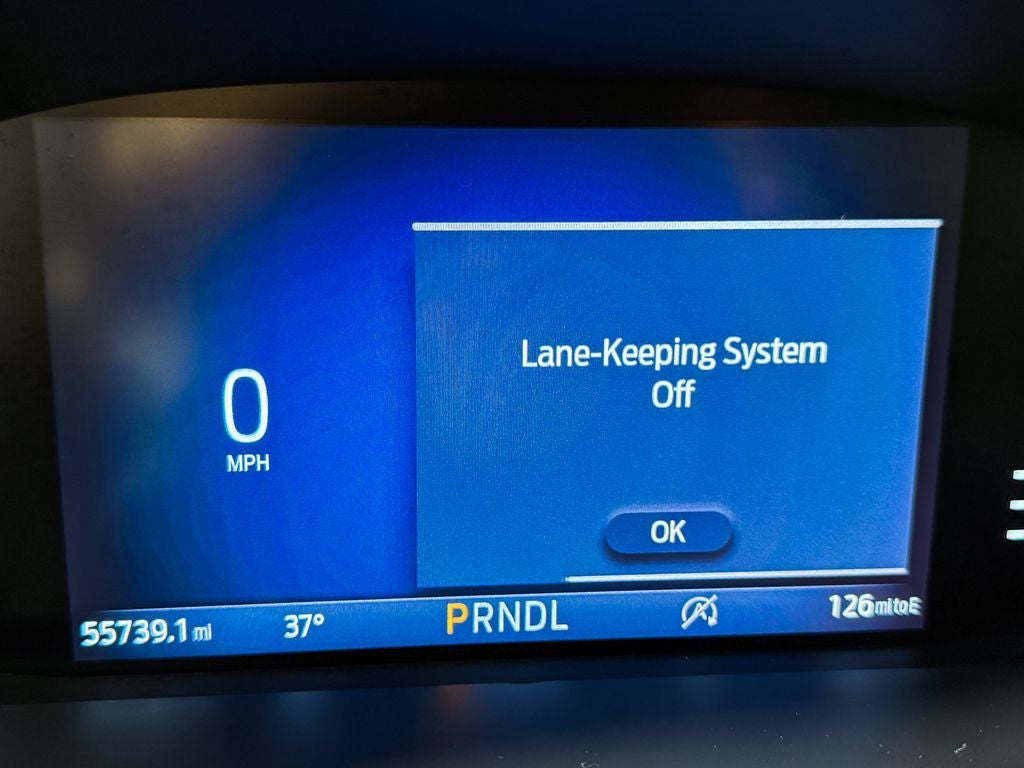 Lane-Keeping System
Off
0
MPH
OK
55739.1 mi 37° PRNDL 126 mi to E